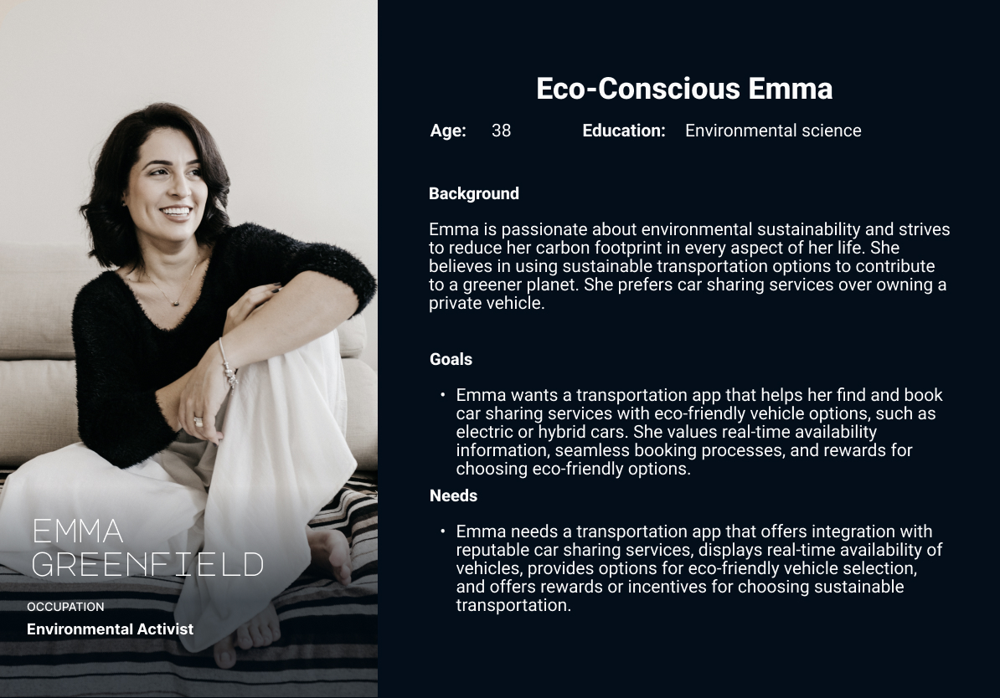 EMMA
GREENFIELD
OCCUPATION
Environmental Activist
Eco-Conscious Emma
Age: 38 Education: Environmental science
Background
Emma is passionate about environmental sustainability and strives
to reduce her carbon footprint in every aspect of her life. She
believes in using sustainable transportation options to contribute
to a greener planet. She prefers car sharing services over owning a
private vehicle.
Goals
• Emma wants a transportation app that helps her find and book
car sharing services with eco-friendly vehicle options, such as
electric or hybrid cars. She values real-time availability
information, seamless booking processes, and rewards for
choosing eco-friendly options.
Needs
• Emma needs a transportation app that offers integration with
reputable car sharing services, displays real-time availability of
vehicles, provides options for eco-friendly vehicle selection,
and offers rewards or incentives for choosing sustainable
transportation.